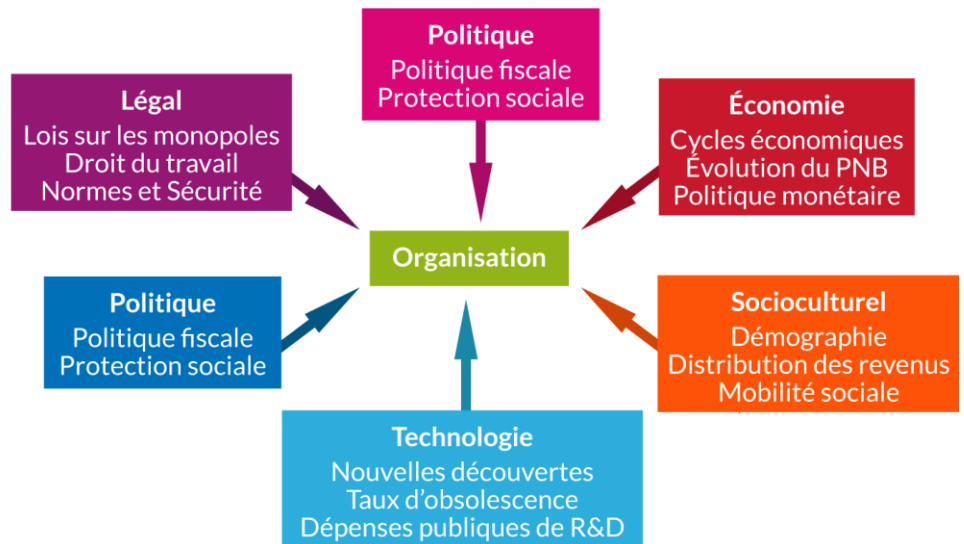 Politique
Politique fiscale
Protection sociale
Légal
Lois sur les monopoles
Droit du travail
Normes et Sécurité
Économie
Cycles économiques
Évolution du PNB
Politique monétaire
Organisation
Politique
Politique fiscale
Protection sociale
Socioculturel
Démographie
Distribution des revenus
Mobilité sociale
Technologie
Nouvelles découvertes
Taux d’obsolescence
Dépenses publiques de R&D